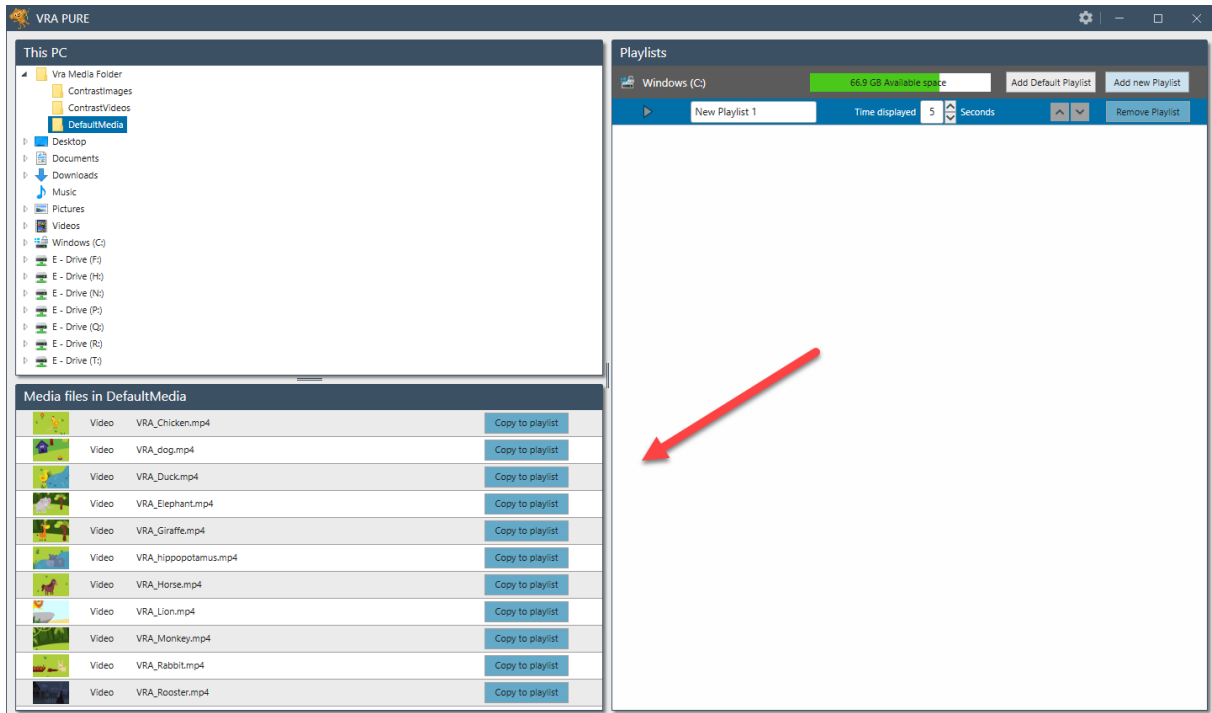 VRA PURE
This PC
Vra Media Folder
ContrastImages
ContrastVideos
DefaultMedia
Desktop
Documents
Downloads
Music
Pictures
Videos
Windows (C:)
E - Drive (F:)
E - Drive (H:)
E - Drive (N:)
E - Drive (P:)
E - Drive (Q:)
E - Drive (R:)
E - Drive (T:)
Media files in DefaultMedia
Video VRA_Chicken.mp4 Copy to playlist
Video VRA_dog.mp4 Copy to playlist
Video VRA_Duck.mp4 Copy to playlist
Video VRA_Elephant.mp4 Copy to playlist
Video VRA_Giraffe.mp4 Copy to playlist
Video VRA_hippopotamus.mp4 Copy to playlist
Video VRA_Horse.mp4 Copy to playlist
Video VRA_Lion.mp4 Copy to playlist
Video VRA_Monkey.mp4 Copy to playlist
Video VRA_Rabbit.mp4 Copy to playlist
Video VRA_Rooster.mp4 Copy to playlist
Playlists
Windows (C:) 66.9 GB Available space Add Default Playlist Add new Playlist
New Playlist 1 Time displayed 5 Seconds Remove Playlist